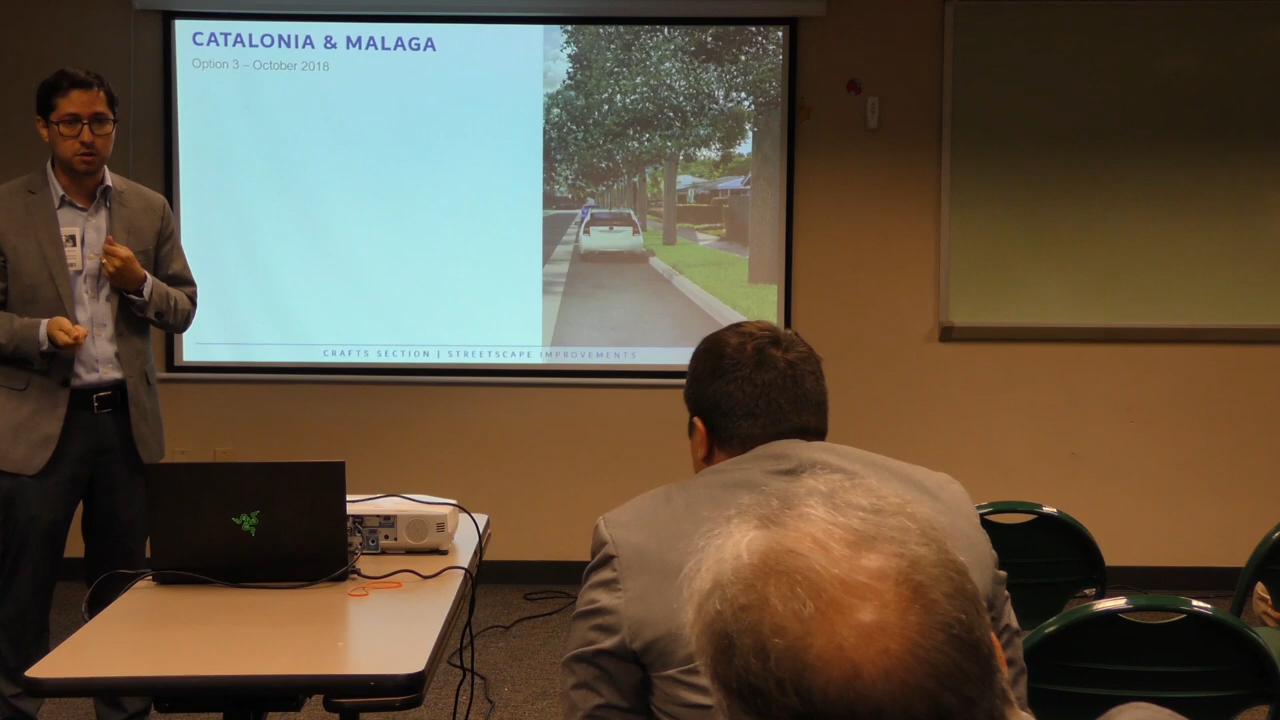 CATALONIA & MALAGA
Option 3 – October 2018
CRAFTS SECTION | STREETSCAPE IMPROVEMENTS